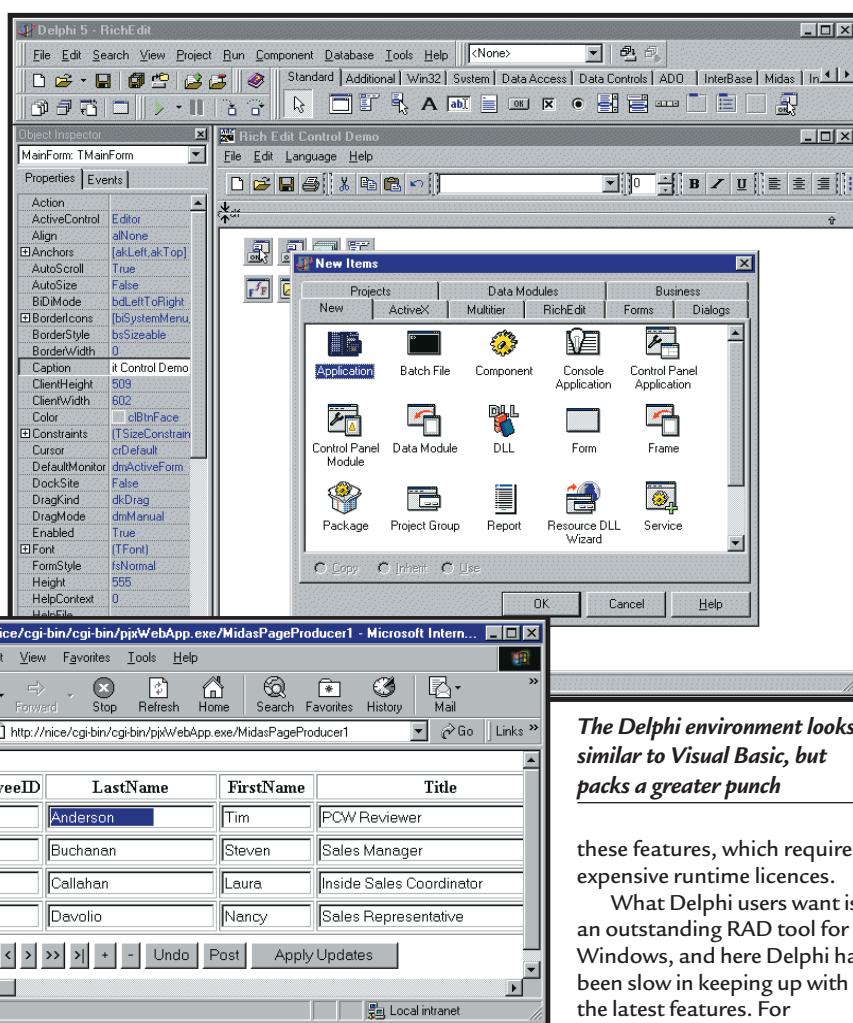 Delphi 5 - RichEdit
File Edit Search View Project Run Component Database Tools Help <None>
Standard Additional Win32 System Data Access Data Controls ADO InterBase Midas In
Object Inspector
MainForm: TMainForm
Properties Events
Action
ActiveControl Editor
Align alNone
Anchors [akLeft,akTop]
AutoScroll True
AutoSize False
BiDiMode bdLeftToRight
BorderIcons [biSystemMenu,
BorderStyle bsSizeable
BorderWidth 0
Caption it Control Demo
ClientHeight 509
ClientWidth 602
Color clBtnFace
Constraints (TSizeConstrain
Cursor crDefault
DefaultMonitor dmActiveForm
DockSite False
DragKind dkDrag
DragMode dmManual
Enabled True
Font (TFont)
FormStyle fsNormal
Height 555
HelpContext 0
HelpFile
Rich Edit Control Demo
File Edit Language Help
0 B I U
New Items
Projects Data Modules Business
New ActiveX Multitier RichEdit Forms Dialogs
Application Batch File Component Console Application Control Panel Application
Control Panel Module Data Module DLL Form Frame
Package Project Group Report Resource DLL Wizard Service
Copy Inherit Use
OK Cancel Help
ice/cgi-bin/cgi-bin/pjxWebApp.exe/MidasPageProducer1 - Microsoft Intern...
t View Favorites Tools Help
Forward Stop Refresh Home Search Favorites History Mail
http://nice/cgi-bin/cgi-bin/pjxWebApp.exe/MidasPageProducer1 Go Links
eeID LastName FirstName Title
Anderson Tim PCW Reviewer
Buchanan Steven Sales Manager
Callahan Laura Inside Sales Coordinator
Davolio Nancy Sales Representative
< > >> >| + - Undo Post Apply Updates
Local intranet
The Delphi environment looks
similar to Visual Basic, but
packs a greater punch
these features, which require
expensive runtime licences.
What Delphi users want is
an outstanding RAD tool for
Windows, and here Delphi ha
been slow in keeping up with
the latest features. For